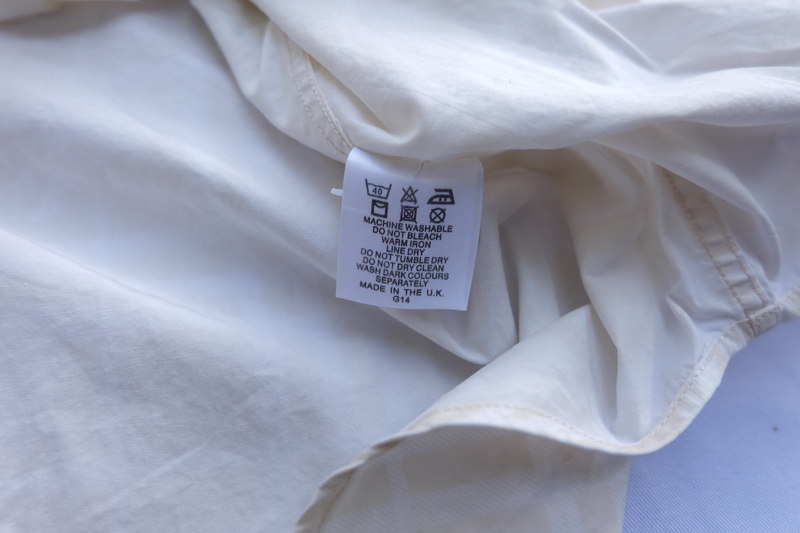 40
MACHINE WASHABLE
DO NOT BLEACH
WARM IRON
LINE DRY
DO NOT TUMBLE DRY
DO NOT DRY CLEAN
WASH DARK COLOURS
SEPARATELY
MADE IN THE U.K.
G14